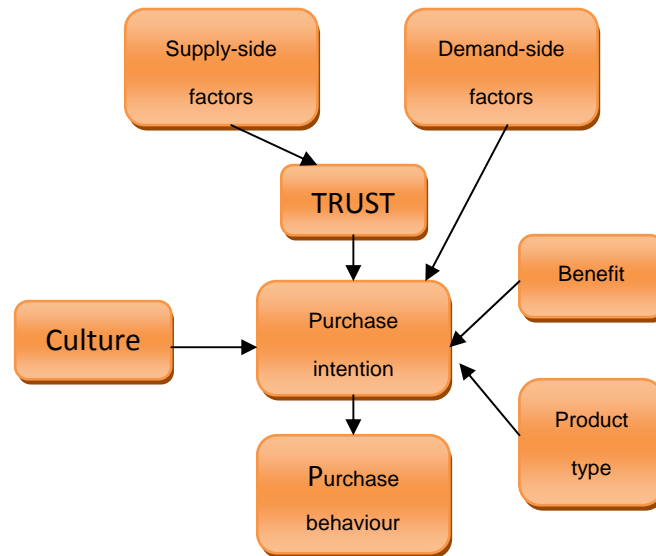 Supply-side
factors
Demand-side
factors
TRUST
Benefit
Purchase
intention
Culture
Product
type
Purchase
behaviour